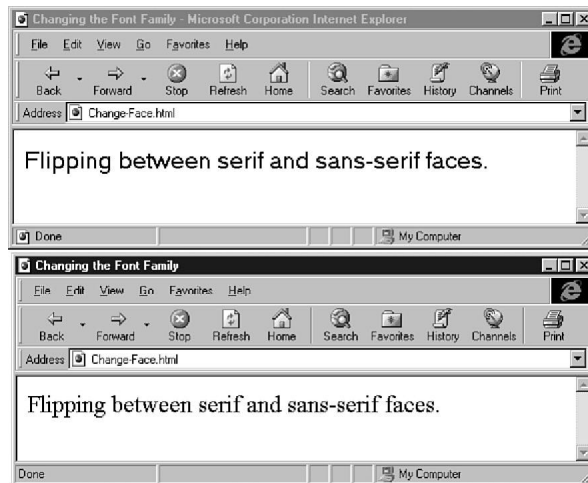 Changing the Font Family - Microsoft Corporation Internet Explorer
File Edit View Go Favorites Help
Back Forward Stop Refresh Home Search Favorites History Channels Print
Address Change-Face.html
Flipping between serif and sans-serif faces.
Done My Computer
Changing the Font Family
File Edit View Go Favorites Help
Back Forward Stop Refresh Home Search Favorites History Channels Print
Address Change-Face.html
Flipping between serif and sans-serif faces.
Done My Computer